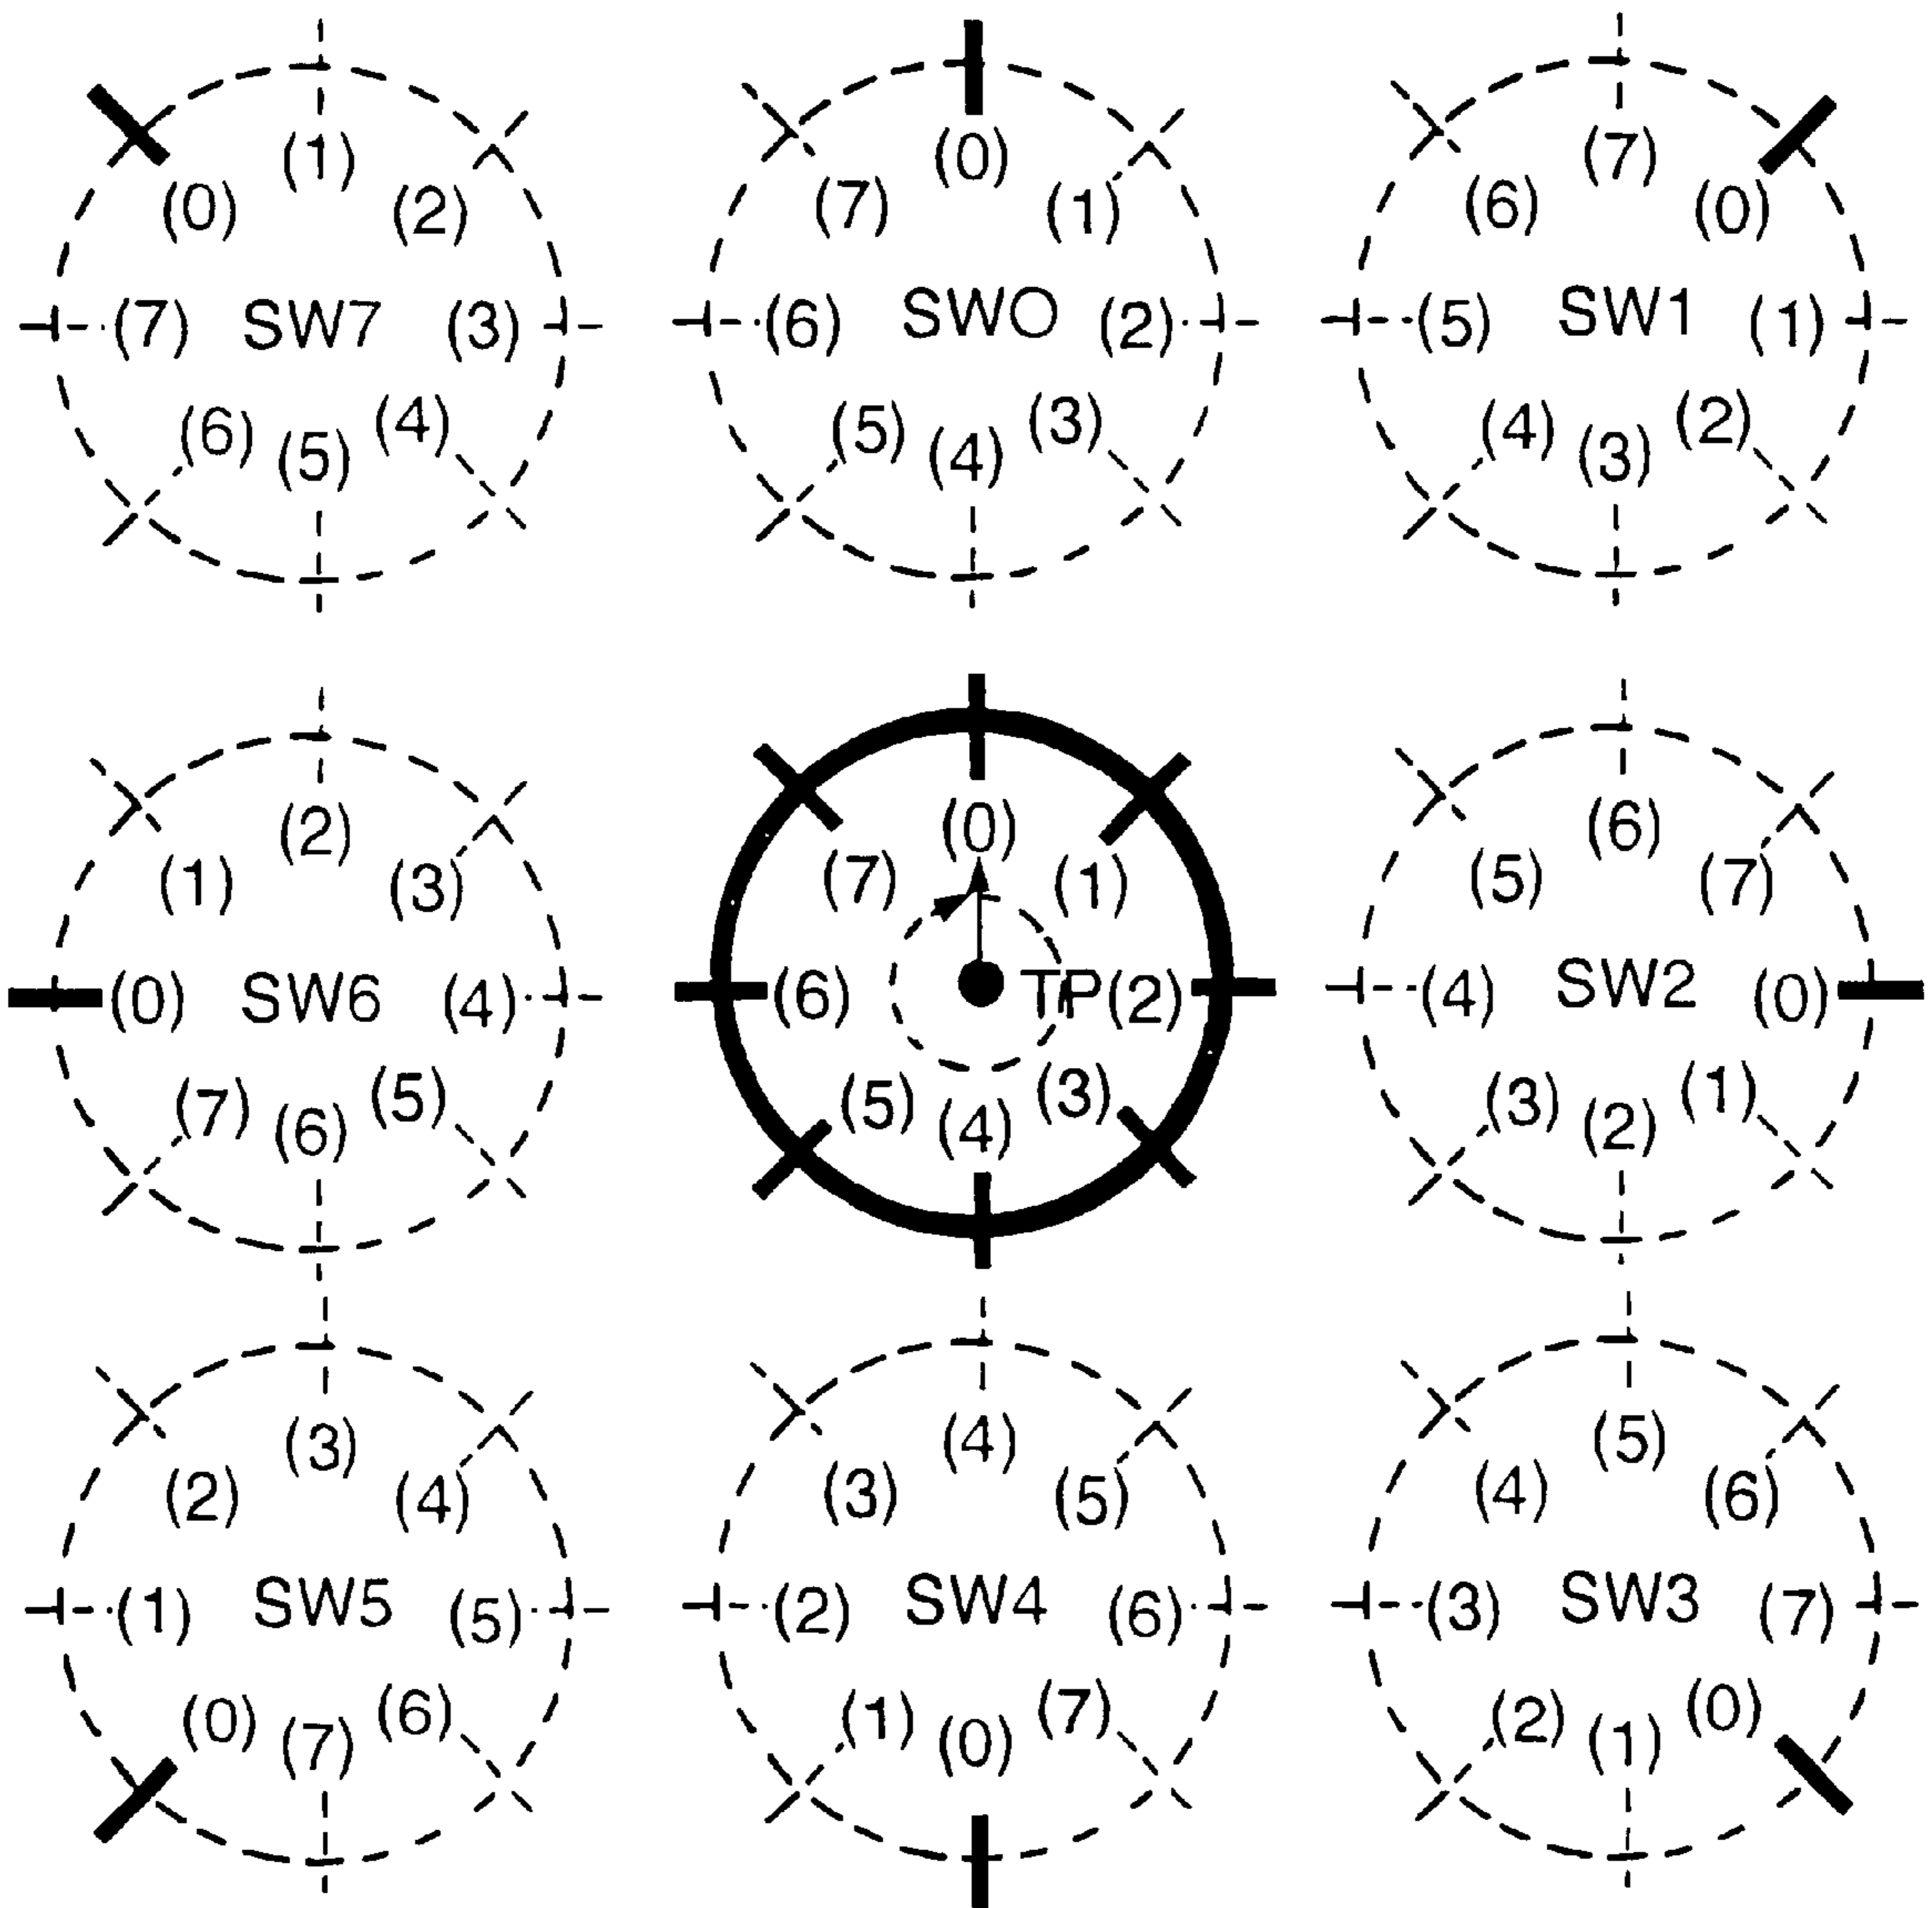 (1)
(0) (2)
(7) SW7 (3)
(6) (5) (4)
(0)
(7) (1)
(6) SWO (2)
(5) (4) (3)
(7)
(6) (0)
(5) SW1 (1)
(4) (3) (2)
(2)
(1) (3)
(0) SW6 (4)
(7) (6) (5)
(0)
(7) (1)
(6) TP(2)
(5) (4) (3)
(6)
(5) (7)
(4) SW2 (0)
(3) (2) (1)
(3)
(2) (4)
(1) SW5 (5)
(0) (7) (6)
(4)
(3) (5)
(2) SW4 (6)
(1) (0) (7)
(5)
(4) (6)
(3) SW3 (7)
(2) (1) (0)